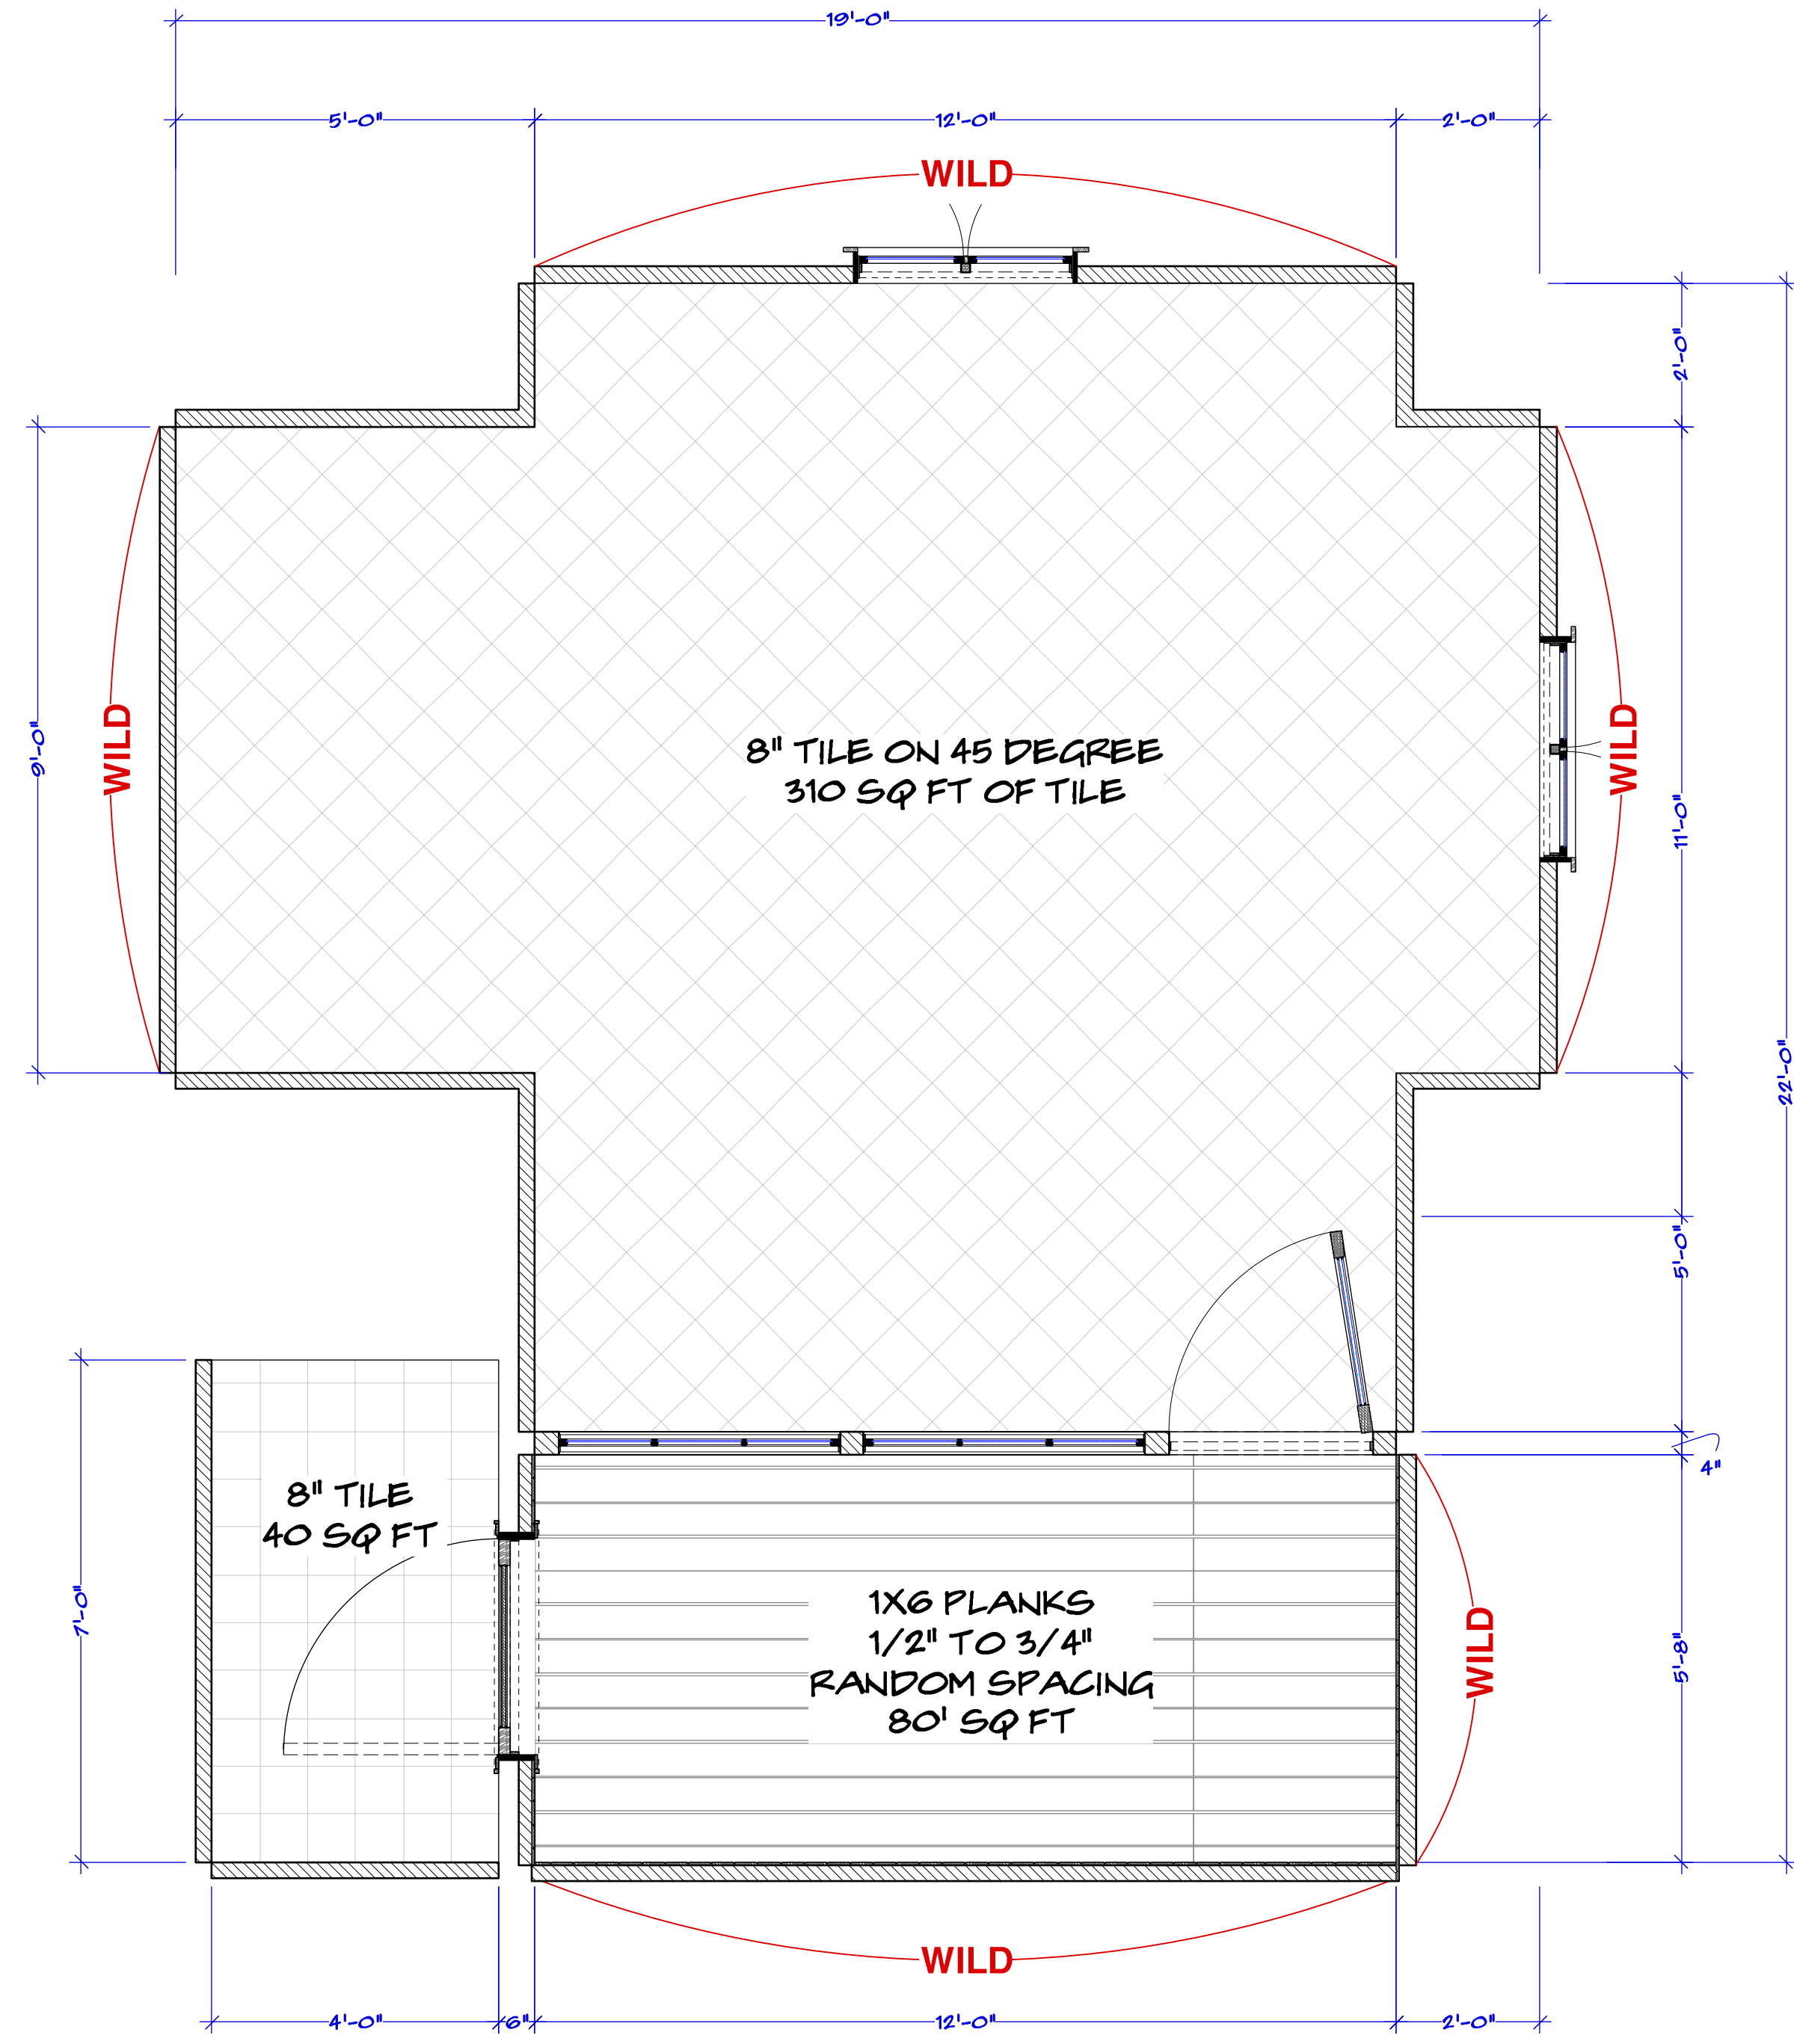 19'-0"
5'-0"
12'-0"
2'-0"
WILD
2'-0"
9'-0"
WILD
8" TILE ON 45 DEGREE
310 SQ FT OF TILE
WILD
11'-0"
22'-0"
5'-0"
4"
7'-0"
8" TILE
40 SQ FT
1X6 PLANKS
1/2" TO 3/4"
RANDOM SPACING
80' SQ FT
WILD
5'-8"
WILD
4'-0"
6"
12'-0"
2'-0"